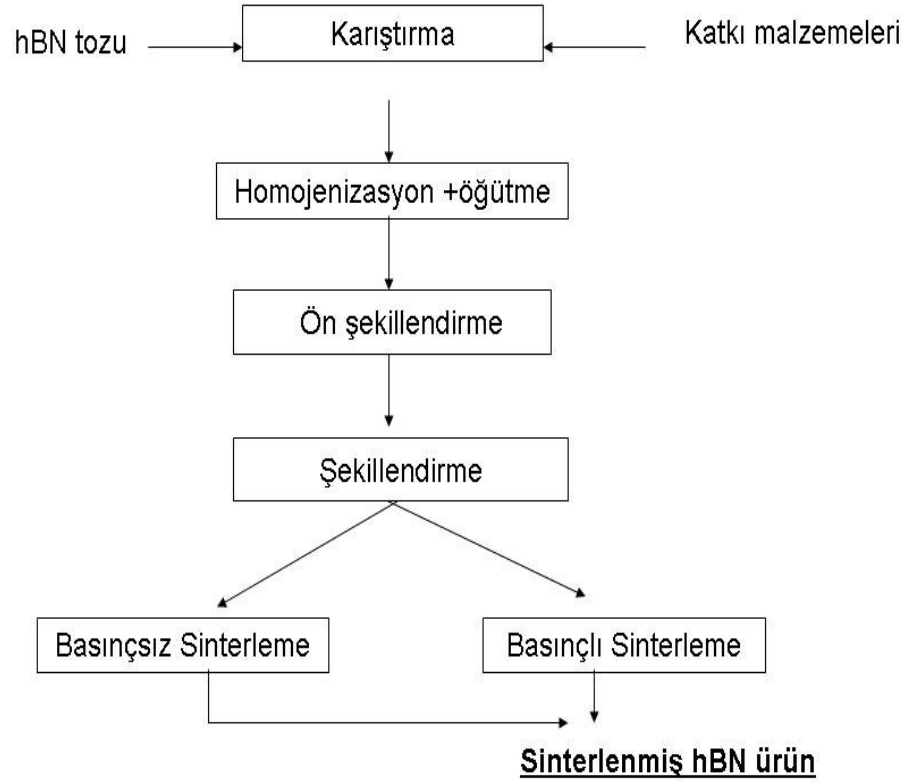 hBN tozu
Karıştırma
Katkı malzemeleri
Homojenizasyon +öğütme
Ön şekillendirme
Şekillendirme
Basınçsız Sinterleme
Basınçlı Sinterleme
Sinterlenmiş hBN ürün